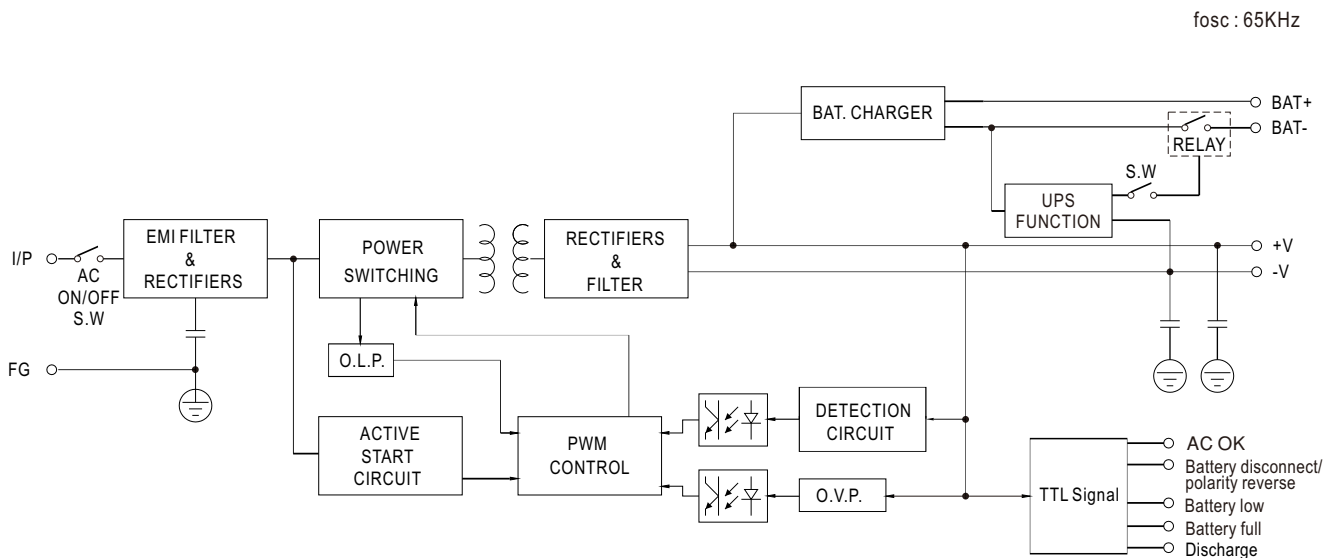 fosc : 65KHz
BAT. CHARGER
BAT+
BAT-
RELAY
S.W
UPS
FUNCTION
I/P
AC
ON/OFF
S.W
EMI FILTER
&
RECTIFIERS
POWER
SWITCHING
RECTIFIERS
&
FILTER
+V
-V
FG
O.L.P.
ACTIVE
START
CIRCUIT
PWM
CONTROL
DETECTION
CIRCUIT
O.V.P.
TTL Signal
AC OK
Battery disconnect/
polarity reverse
Battery low
Battery full
Discharge